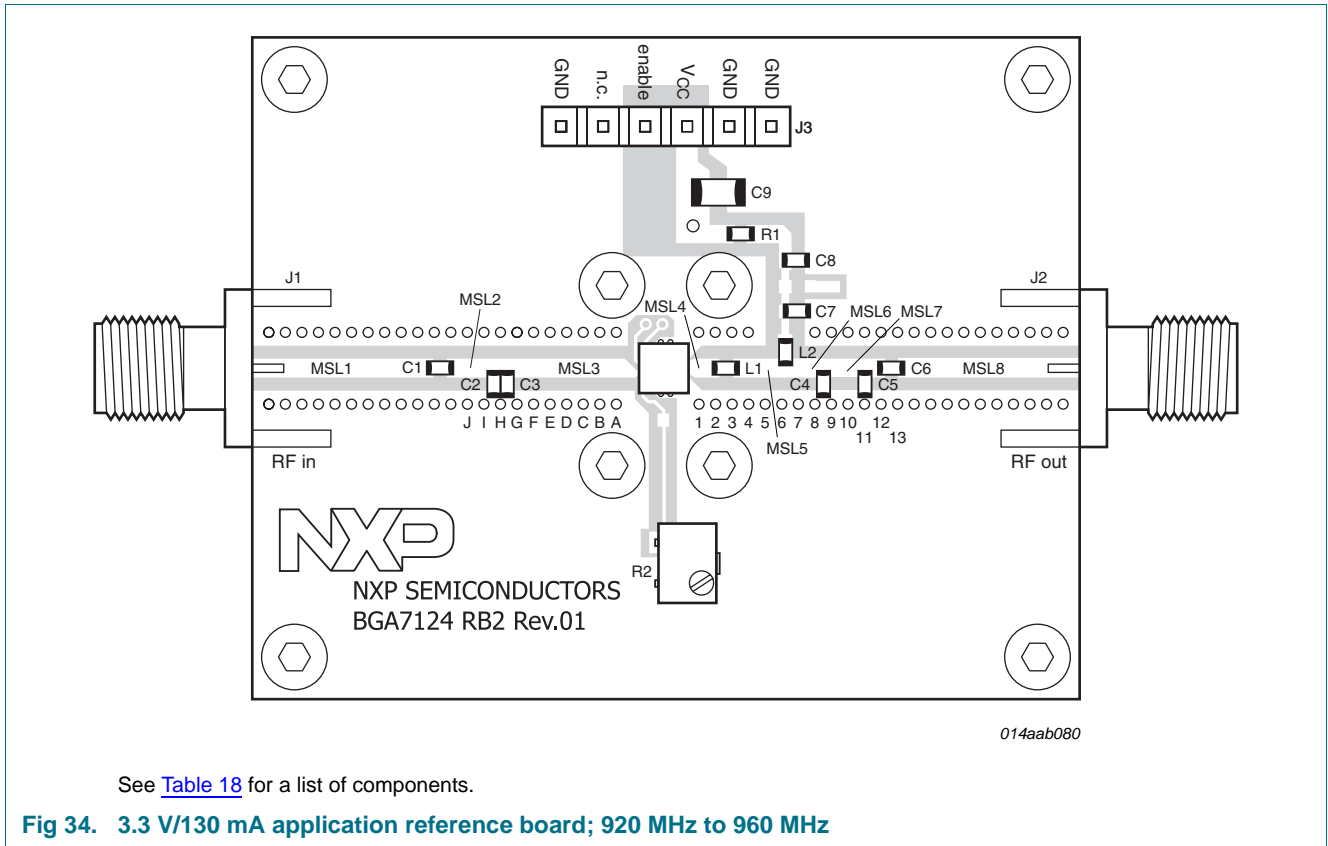 GND
n.c.
enable
VCC
GND
GND
J3
C9
R1
C8
J1
J2
MSL2
MSL4
C7
MSL6
MSL7
L2
MSL1
C1
MSL3
L1
C6
MSL8
C2
C3
C4
C5
J I H G F E D C B A
1 2 3 4 5 6 7 8 9 10 12
11 13
MSL5
RF in
RF out
NXP
R2
NXP SEMICONDUCTORS
BGA7124 RB2 Rev.01
014aab080
See Table 18 for a list of components.
Fig 34. 3.3 V/130 mA application reference board; 920 MHz to 960 MHz